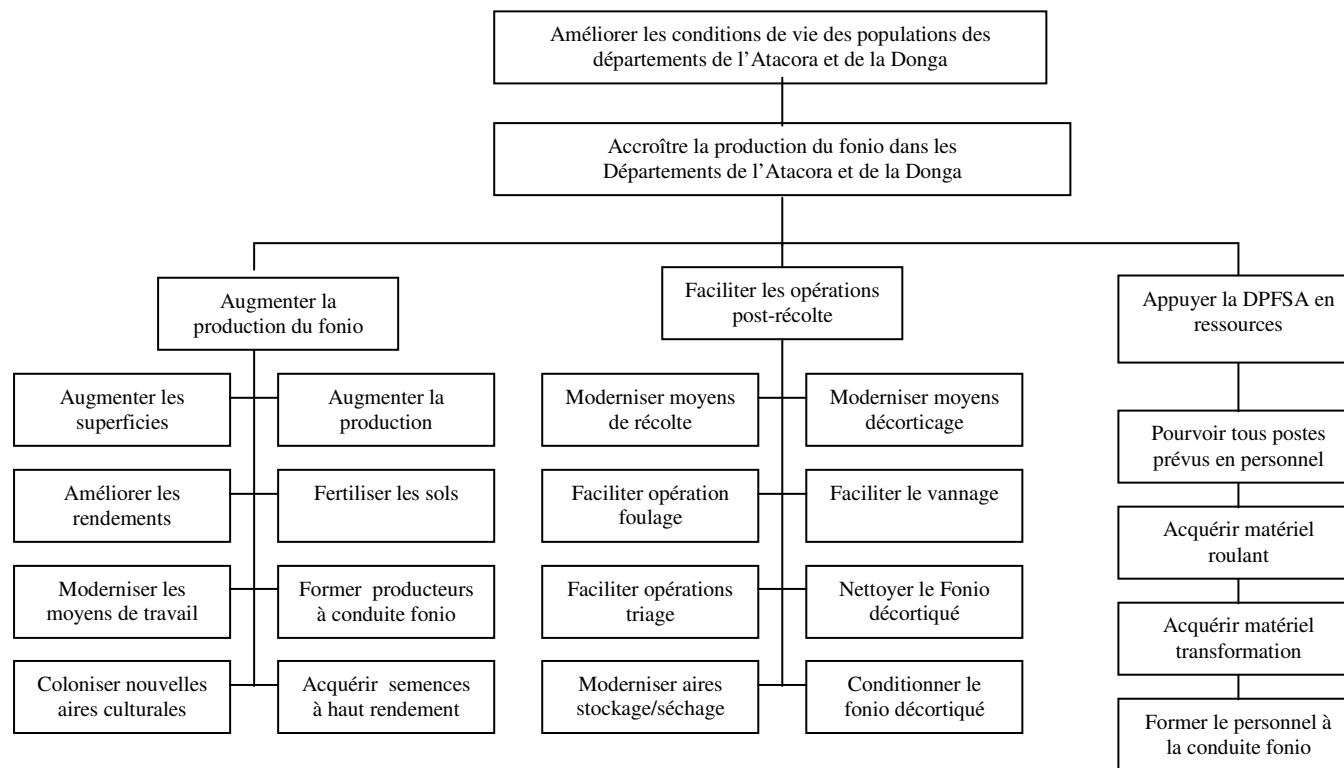 Améliorer les conditions de vie des populations des
départements de l'Atacora et de la Donga
Accroître la production du fonio dans les
Départements de l'Atacora et de la Donga
Augmenter la
production du fonio
Faciliter les opérations
post-récolte
Appuyer la DPFSA en
ressources
Augmenter les
superficies
Augmenter la
production
Améliorer les
rendements
Fertiliser les sols
Moderniser les
moyens de travail
Former producteurs
à conduite fonio
Coloniser nouvelles
aires culturales
Acquérir semences
à haut rendement
Moderniser moyens
de récolte
Moderniser moyens
décorticage
Faciliter opération
foulage
Faciliter le vannage
Faciliter opérations
triage
Nettoyer le Fonio
décortiqué
Moderniser aires
stockage/séchage
Conditionner le
fonio décortiqué
Pourvoir tous postes
prévus en personnel
Acquérir matériel
roulant
Acquérir matériel
transformation
Former le personnel à
la conduite fonio